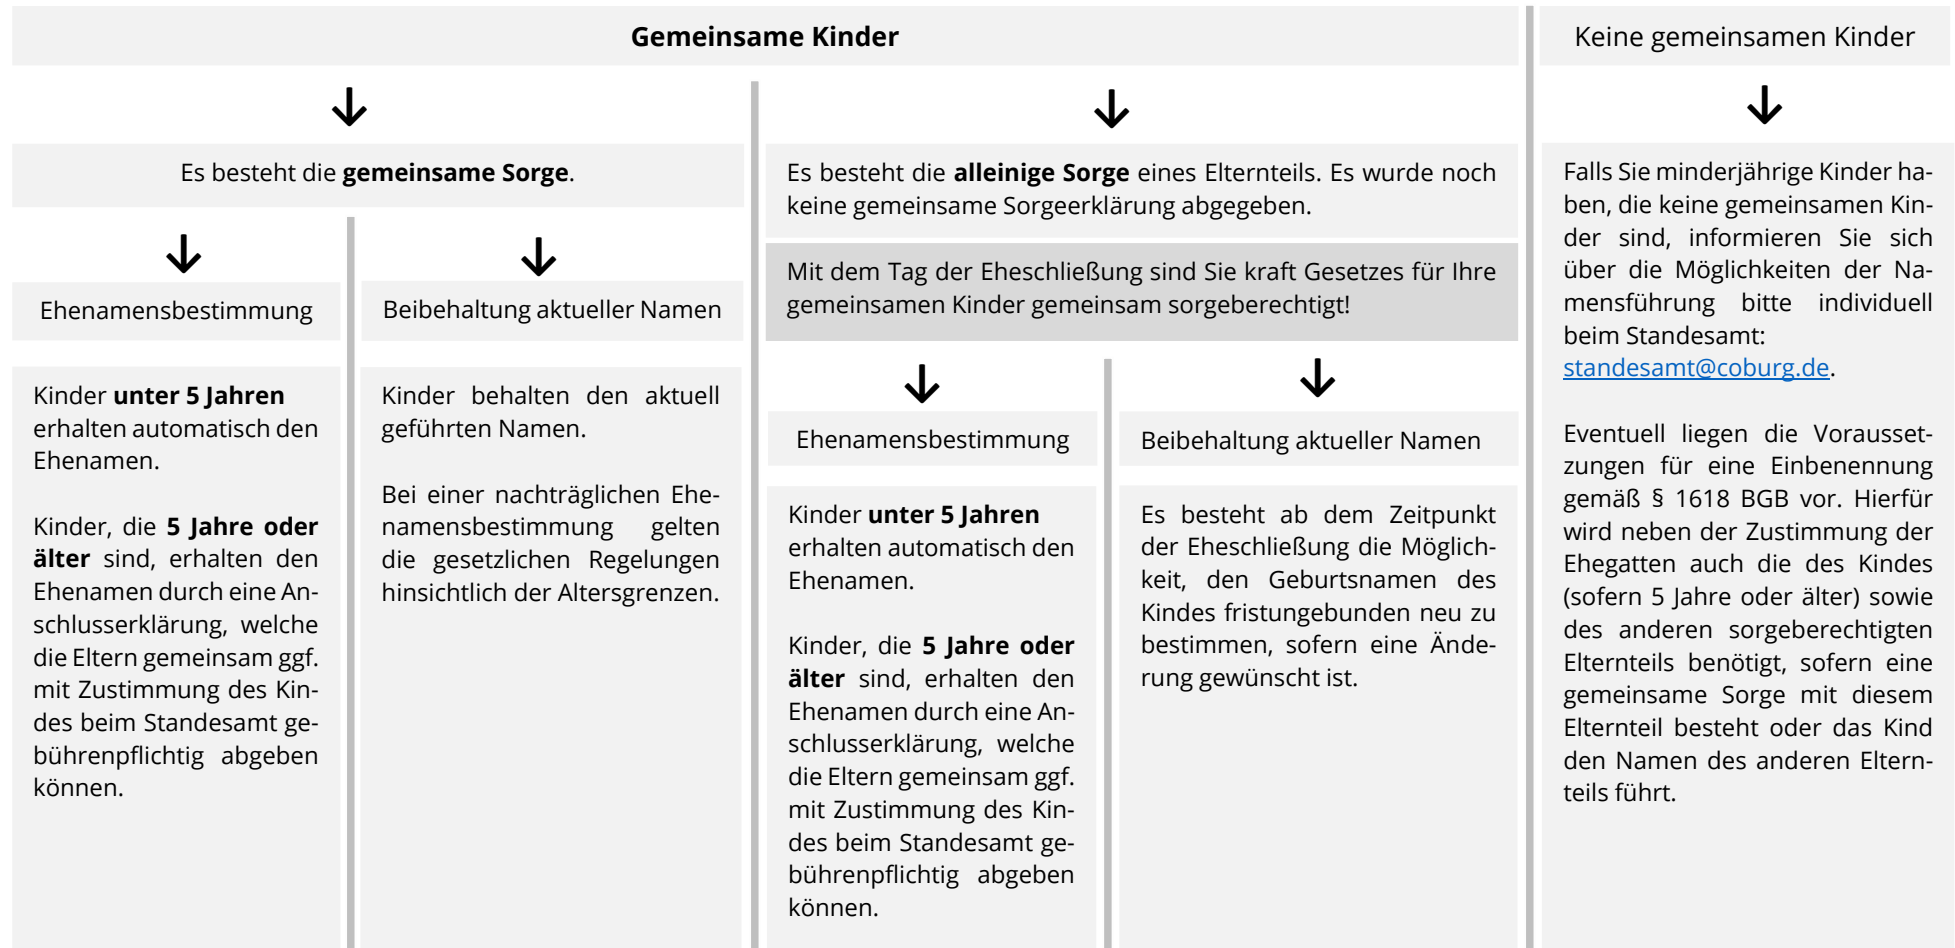 Gemeinsame Kinder
Es besteht die gemeinsame Sorge.
Ehenamensbestimmung
Kinder unter 5 Jahren
erhalten automatisch den
Ehenamen.
Kinder, die 5 Jahre oder
älter sind, erhalten den
Ehenamen durch eine An-
schlusserklärung, welche
die Eltern gemeinsam ggf.
mit Zustimmung des Kin-
des beim Standesamt ge-
bührenpflichtig abgeben
können.
Beibehaltung aktueller Namen
Kinder behalten den aktuell
geführten Namen.
Bei einer nachträglichen Ehe-
namensbestimmung gelten
die gesetzlichen Regelungen
hinsichtlich der Altersgrenzen.
Es besteht die alleinige Sorge eines Elternteils. Es wurde noch
keine gemeinsame Sorgeerklärung abgegeben.
Mit dem Tag der Eheschließung sind Sie kraft Gesetzes für Ihre
gemeinsamen Kinder gemeinsam sorgeberechtigt!
Ehenamensbestimmung
Kinder unter 5 Jahren
erhalten automatisch den
Ehenamen.
Kinder, die 5 Jahre oder
älter sind, erhalten den
Ehenamen durch eine An-
schlusserklärung, welche
die Eltern gemeinsam ggf.
mit Zustimmung des Kin-
des beim Standesamt ge-
bührenpflichtig abgeben
können.
Beibehaltung aktueller Namen
Es besteht ab dem Zeitpunkt
der Eheschließung die Möglich-
keit, den Geburtsnamen des
Kindes fristungebunden neu zu
bestimmen, sofern eine Ände-
rung gewünscht ist.
Keine gemeinsamen Kinder
Falls Sie minderjährige Kinder ha-
ben, die keine gemeinsamen Kin-
der sind, informieren Sie sich
über die Möglichkeiten der Na-
mensführung bitte individuell
beim Standesamt:
standesamt@coburg.de.
Eventuell liegen die Vorausset-
zungen für eine Einbenennung
gemäß § 1618 BGB vor. Hierfür
wird neben der Zustimmung der
Ehegatten auch die des Kindes
(sofern 5 Jahre oder älter) sowie
des anderen sorgeberechtigten
Elternteils benötigt, sofern eine
gemeinsame Sorge mit diesem
Elternteil besteht oder das Kind
den Namen des anderen Eltern-
teils führt.